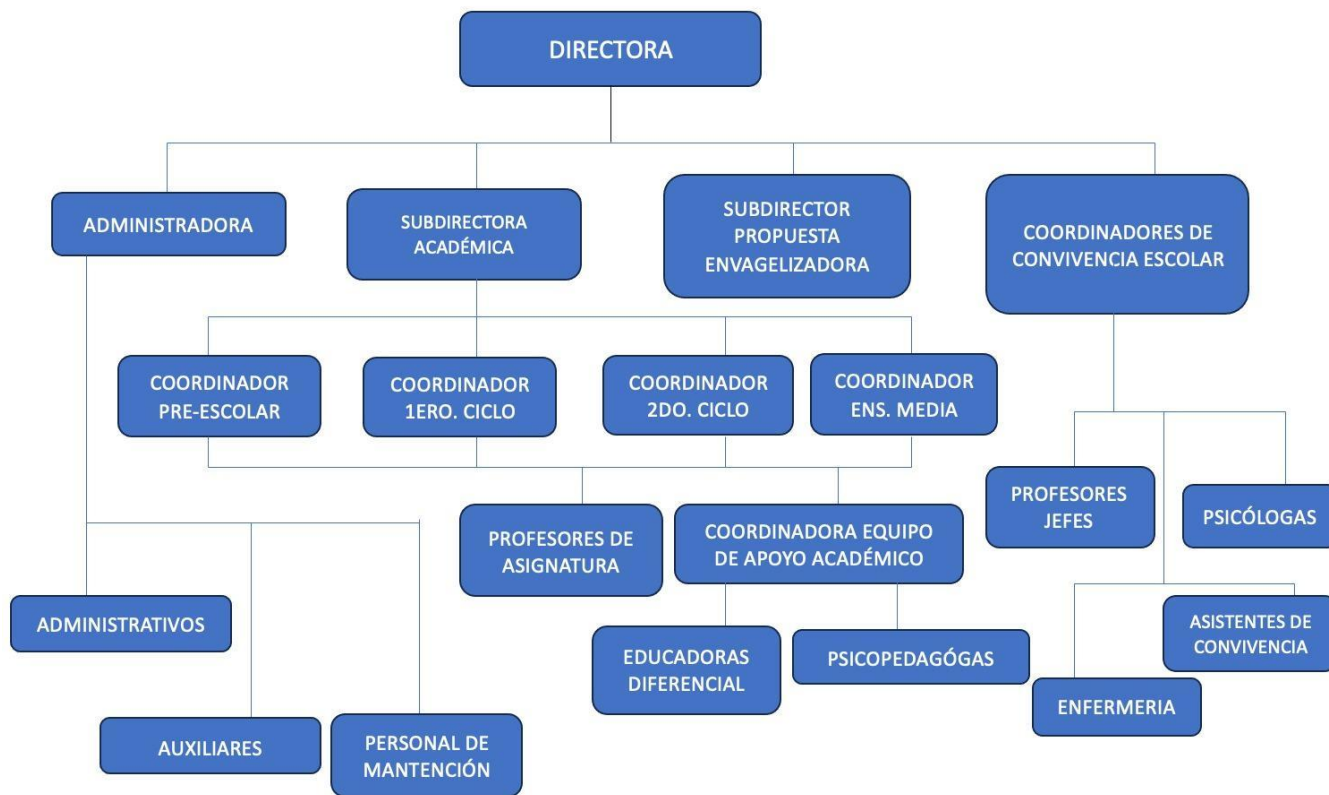 DIRECTORA
ADMINISTRADORA
SUBDIRECTORA
ACADÉMICA
SUBDIRECTOR
PROPUESTA
ENVAGELIZADORA
COORDINADORES DE
CONVIVENCIA ESCOLAR
COORDINADOR
PRE-ESCOLAR
COORDINADOR
1ERO. CICLO
COORDINADOR
2DO. CICLO
COORDINADOR
ENS. MEDIA
PROFESORES DE
ASIGNATURA
COORDINADORA EQUIPO
DE APOYO ACADÉMICO
PROFESORES
JEFES
PSICÓLOGAS
ADMINISTRATIVOS
EDUCADORAS
DIFERENCIAL
PSICOPEDAGÓGAS
ASISTENTES DE
CONVIVENCIA
ENFERMERIA
AUXILIARES
PERSONAL DE
MANTENCIÓN